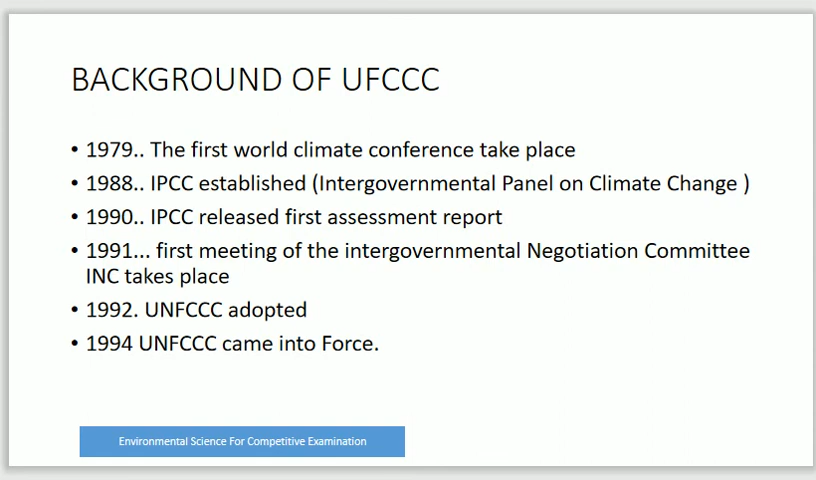 BACKGROUND OF UFCCC
• 1979.. The first world climate conference take place
• 1988.. IPCC established (Intergovernmental Panel on Climate Change )
• 1990.. IPCC released first assessment report
• 1991... first meeting of the intergovernmental Negotiation Committee
INC takes place
• 1992. UNFCCC adopted
• 1994 UNFCCC came into Force.
Environmental Science For Competitive Examination